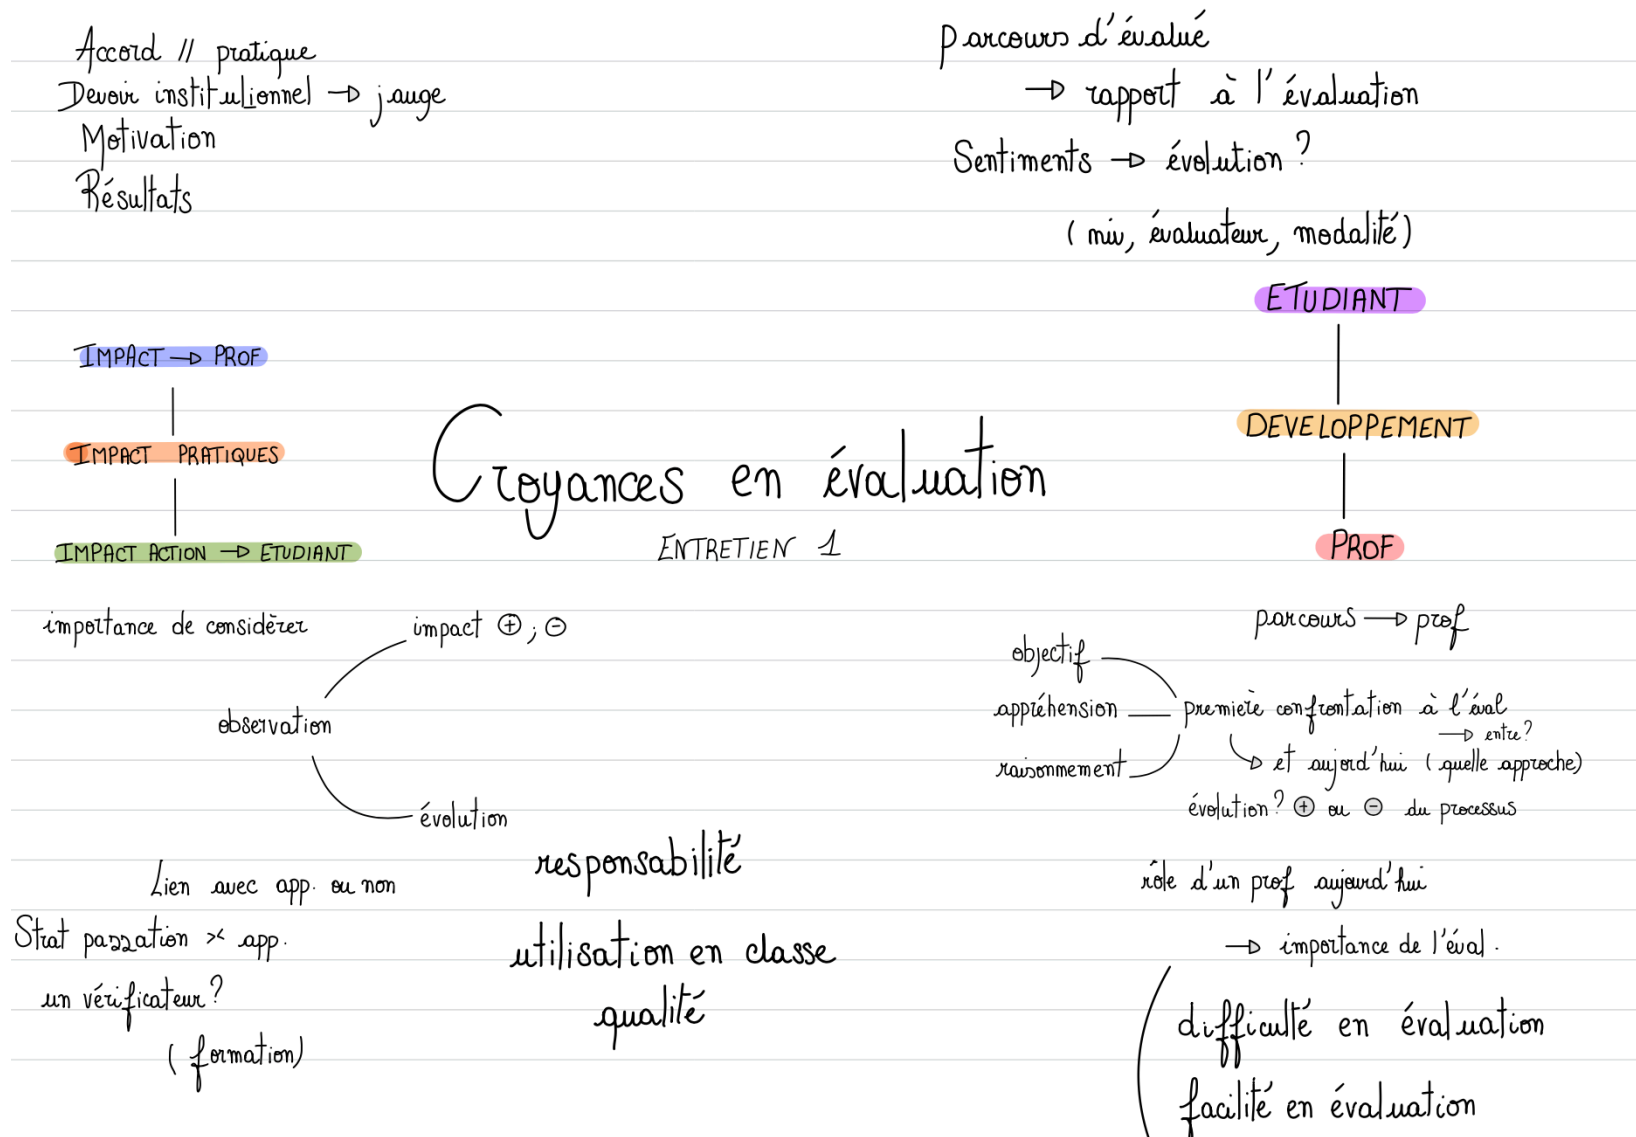 Accord // pratique
Devoir institutionnel → jauge
Motivation
Résultats
Parcours d'évalué
→ rapport à l'évaluation
Sentiments → évolution ?
( niv, évaluateur, modalité)
ETUDIANT
DEVELOPPEMENT
PROF
IMPACT → PROF
IMPACT PRATIQUES
IMPACT ACTION → ETUDIANT
Croyances en évaluation
ENTRETIEN 1
importance de considérer
impact ⊕ ; ⊖
observation
évolution
Lien avec app. ou non
Strat passation >< app.
un vérificateur ?
( formation)
responsabilité
utilisation en classe
qualité
parcours → prof
objectif
appréhension
raisonnement
première confrontation à l'éval
→ entre ?
→ et aujord'hui ( quelle approche)
évolution ? ⊕ ou ⊖ du processus
rôle d'un prof aujourd'hui
→ importance de l'éval.
difficulté en évaluation
facilité en évaluation